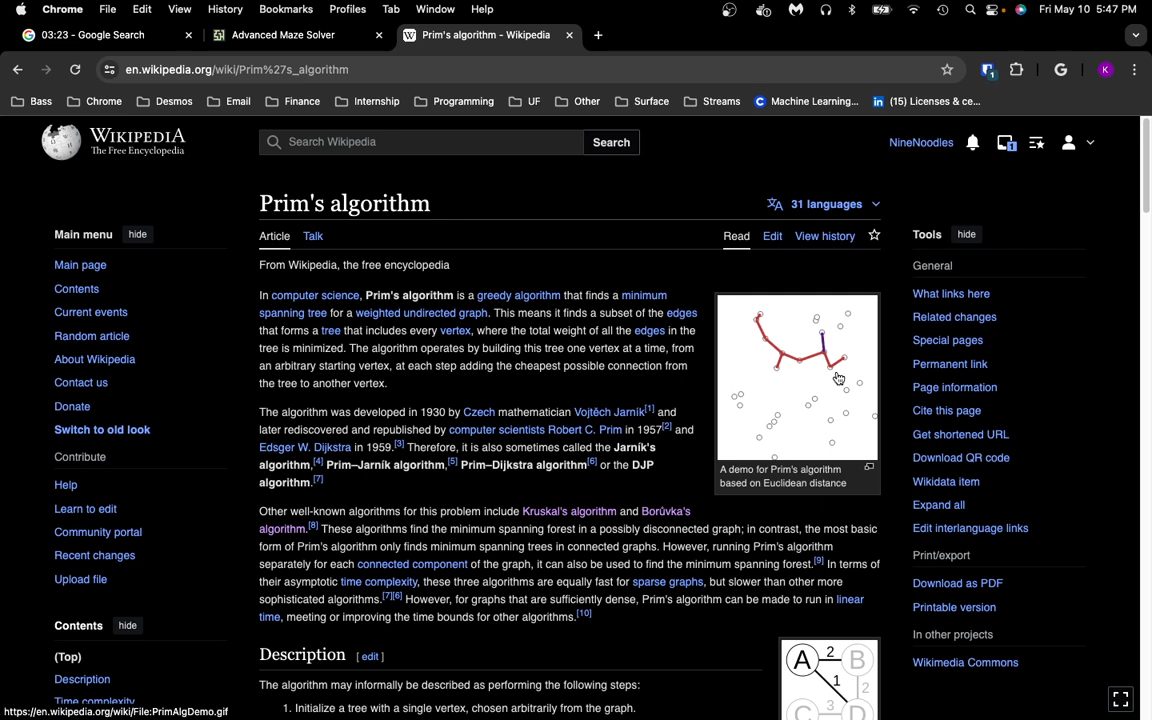 Chrome File Edit View History Bookmarks Profiles Tab Window Help Fri May 10 5:47 PM
03:23 - Google Search Advanced Maze Solver Prim's algorithm - Wikipedia
en.wikipedia.org/wiki/Prim%27s_algorithm
Bass Chrome Desmos Email Finance Internship Programming UF Other Surface Streams Machine Learning... (15) Licenses & ce...
WIKIPEDIA
The Free Encyclopedia
Search Wikipedia Search
NineNoodles 1
Prim's algorithm
31 languages
Article Talk
Read Edit View history
From Wikipedia, the free encyclopedia
In computer science, Prim's algorithm is a greedy algorithm that finds a minimum
spanning tree for a weighted undirected graph. This means it finds a subset of the edges
that forms a tree that includes every vertex, where the total weight of all the edges in the
tree is minimized. The algorithm operates by building this tree one vertex at a time, from
an arbitrary starting vertex, at each step adding the cheapest possible connection from
the tree to another vertex.
The algorithm was developed in 1930 by Czech mathematician Vojtěch Jarník[1] and
later rediscovered and republished by computer scientists Robert C. Prim in 1957[2] and
Edsger W. Dijkstra in 1959.[3] Therefore, it is also sometimes called the Jarník's
algorithm,[4] Prim–Jarník algorithm,[5] Prim–Dijkstra algorithm[6] or the DJP
algorithm.[7]
A demo for Prim's algorithm
based on Euclidean distance
Other well-known algorithms for this problem include Kruskal's algorithm and Borůvka's
algorithm.[8] These algorithms find the minimum spanning forest in a possibly disconnected graph; in contrast, the most basic
form of Prim's algorithm only finds minimum spanning trees in connected graphs. However, running Prim's algorithm
separately for each connected component of the graph, it can also be used to find the minimum spanning forest.[9] In terms of
their asymptotic time complexity, these three algorithms are equally fast for sparse graphs, but slower than other more
sophisticated algorithms.[7][6] However, for graphs that are sufficiently dense, Prim's algorithm can be made to run in linear
time, meeting or improving the time bounds for other algorithms.[10]
Description [ edit ]
The algorithm may informally be described as performing the following steps:
1. Initialize a tree with a single vertex, chosen arbitrarily from the graph.
A 2 B
1 2
C 3 D
Main menu hide
Main page
Contents
Current events
Random article
About Wikipedia
Contact us
Donate
Switch to old look
Contribute
Help
Learn to edit
Community portal
Recent changes
Upload file
Contents hide
(Top)
Description
Time complexity
https://en.wikipedia.org/wiki/File:PrimAlgDemo.gif
Tools hide
General
What links here
Related changes
Special pages
Permanent link
Page information
Cite this page
Get shortened URL
Download QR code
Wikidata item
Expand all
Edit interlanguage links
Print/export
Download as PDF
Printable version
In other projects
Wikimedia Commons